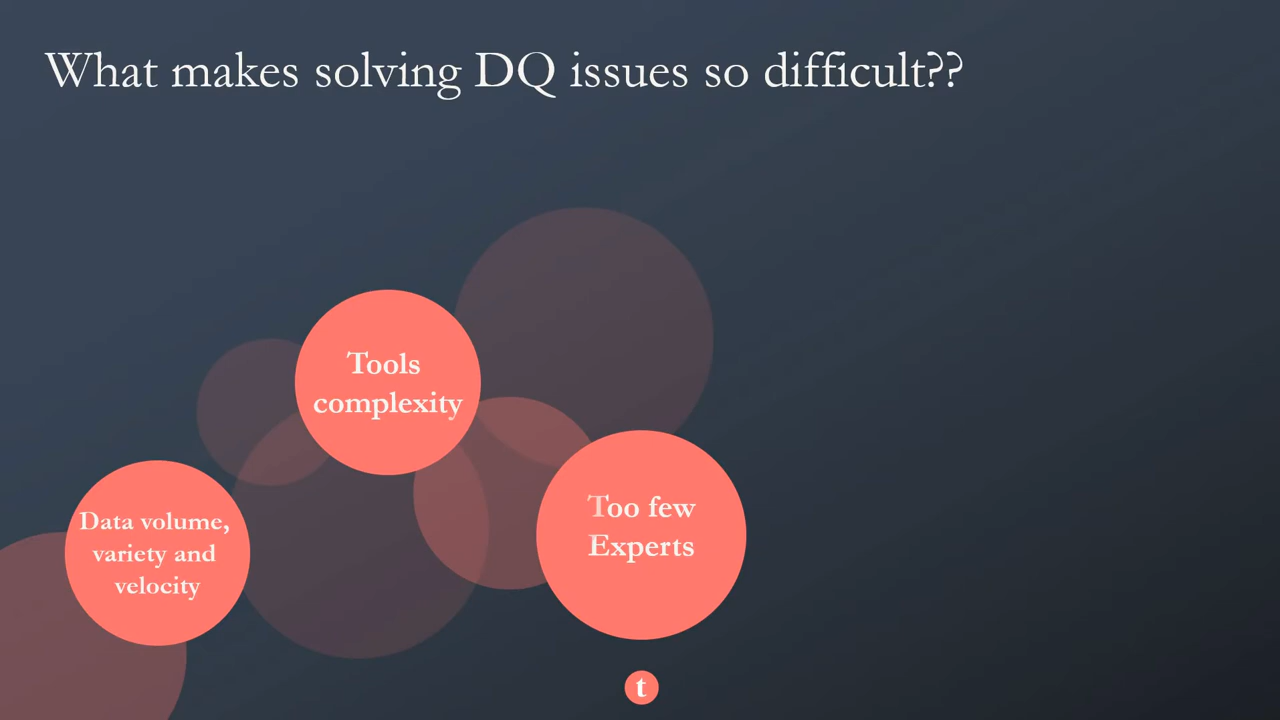 What makes solving DQ issues so difficult??
Tools
complexity
Too few
Experts
Data volume,
variety and
velocity
t